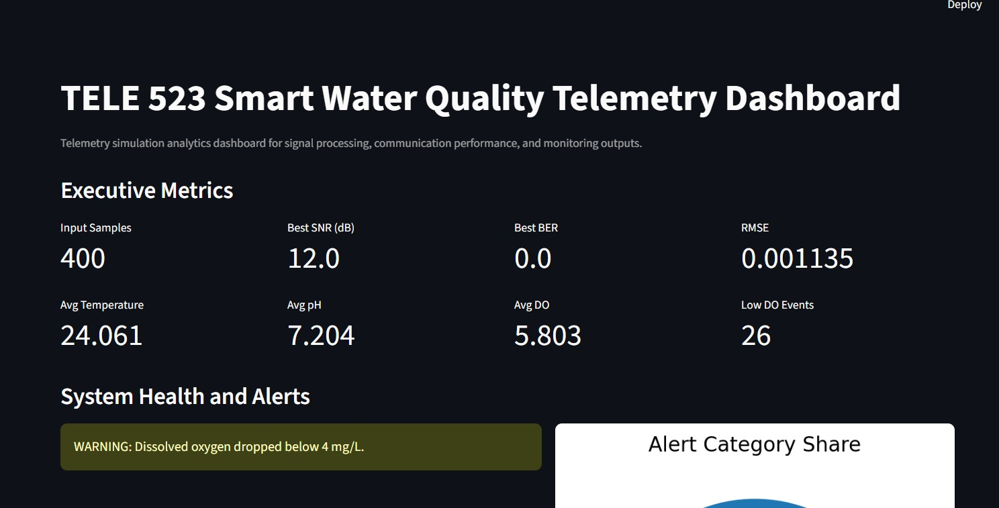 Deploy
TELE 523 Smart Water Quality Telemetry Dashboard
Telemetry simulation analytics dashboard for signal processing, communication performance, and monitoring outputs.
Executive Metrics
Input Samples
400
Best SNR (dB)
12.0
Best BER
0.0
RMSE
0.001135
Avg Temperature
24.061
Avg pH
7.204
Avg DO
5.803
Low DO Events
26
System Health and Alerts
WARNING: Dissolved oxygen dropped below 4 mg/L.
Alert Category Share